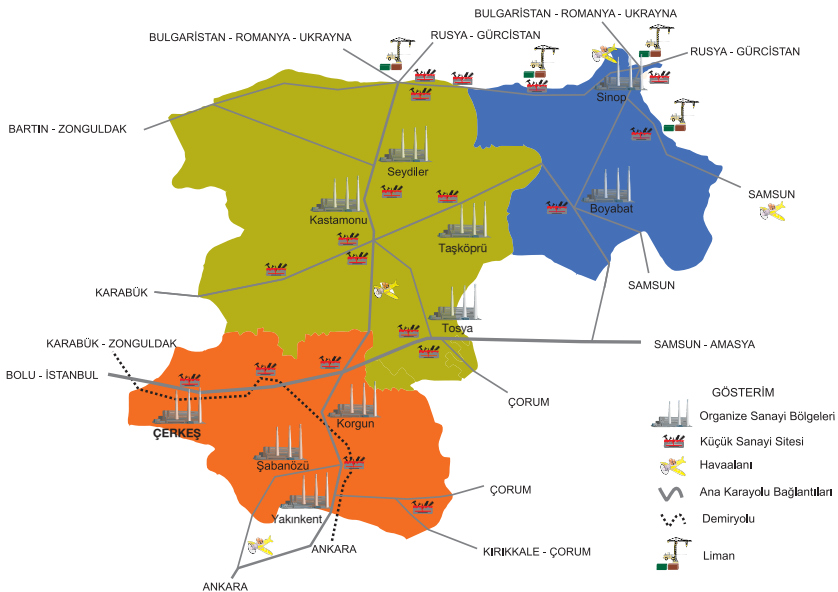 BULGARİSTAN - ROMANYA - UKRAYNA
BULGARİSTAN - ROMANYA - UKRAYNA
RUSYA - GÜRCİSTAN
RUSYA - GÜRCİSTAN
Sinop
BARTIN - ZONGULDAK
Seydiler
Kastamonu
Boyabat
SAMSUN
Taşköprü
SAMSUN
KARABÜK
Tosya
KARABÜK - ZONGULDAK
SAMSUN - AMASYA
BOLU - İSTANBUL
ÇORUM
ÇERKEŞ
Korgun
Şabanözü
Yakınkent
ÇORUM
KIRIKKALE - ÇORUM
ANKARA
ANKARA
GÖSTERİM
Organize Sanayi Bölgeleri
Küçük Sanayi Sitesi
Havaalanı
Ana Karayolu Bağlantıları
Demiryolu
Liman